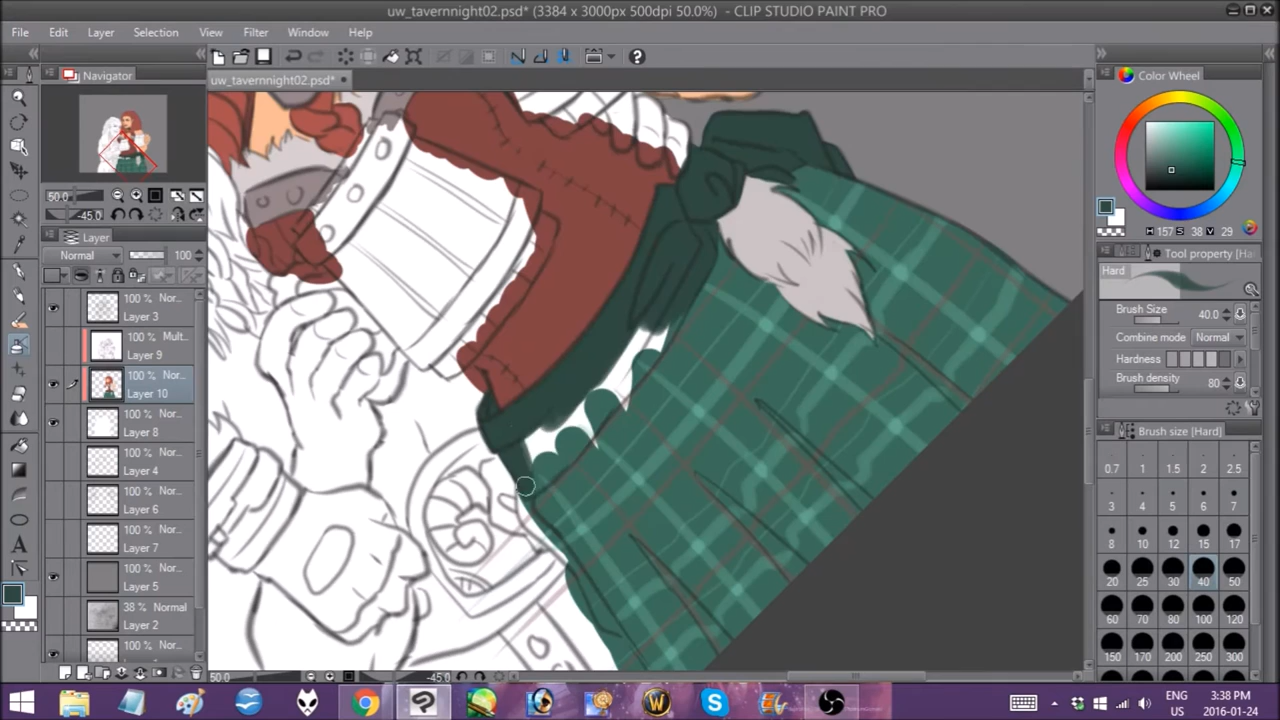 uw_tavernnight02.psd* (3384 x 3000px 500dpi 50.0%) - CLIP STUDIO PAINT PRO
File Edit Layer Selection View Filter Window Help
uw_tavernnight02.psd*
Navigator
50.0
-45.0
Layer
Normal 100
100 % Nor...
Layer 3
100 % Mult...
Layer 9
100 % Nor...
Layer 10
100 % Nor...
Layer 8
100 % Nor...
Layer 4
100 % Nor...
Layer 6
100 % Nor...
Layer 7
100 % Nor...
Layer 5
38 % Normal
Layer 2
100 % Nor...
A
50.0 -45.0
Color Wheel
H 157 S 38 V 29
Tool property [Ha
Hard
Brush Size 40.0
Combine mode Normal
Hardness
Brush density 80
Brush size [Hard]
0.7 1 1.5 2 2.5
3 4 5 6 7
8 10 12 15 17
20 25 30 40 50
60 70 80 100 120
150 170 200 250 300
ENG
US
3:38 PM
2016-01-24